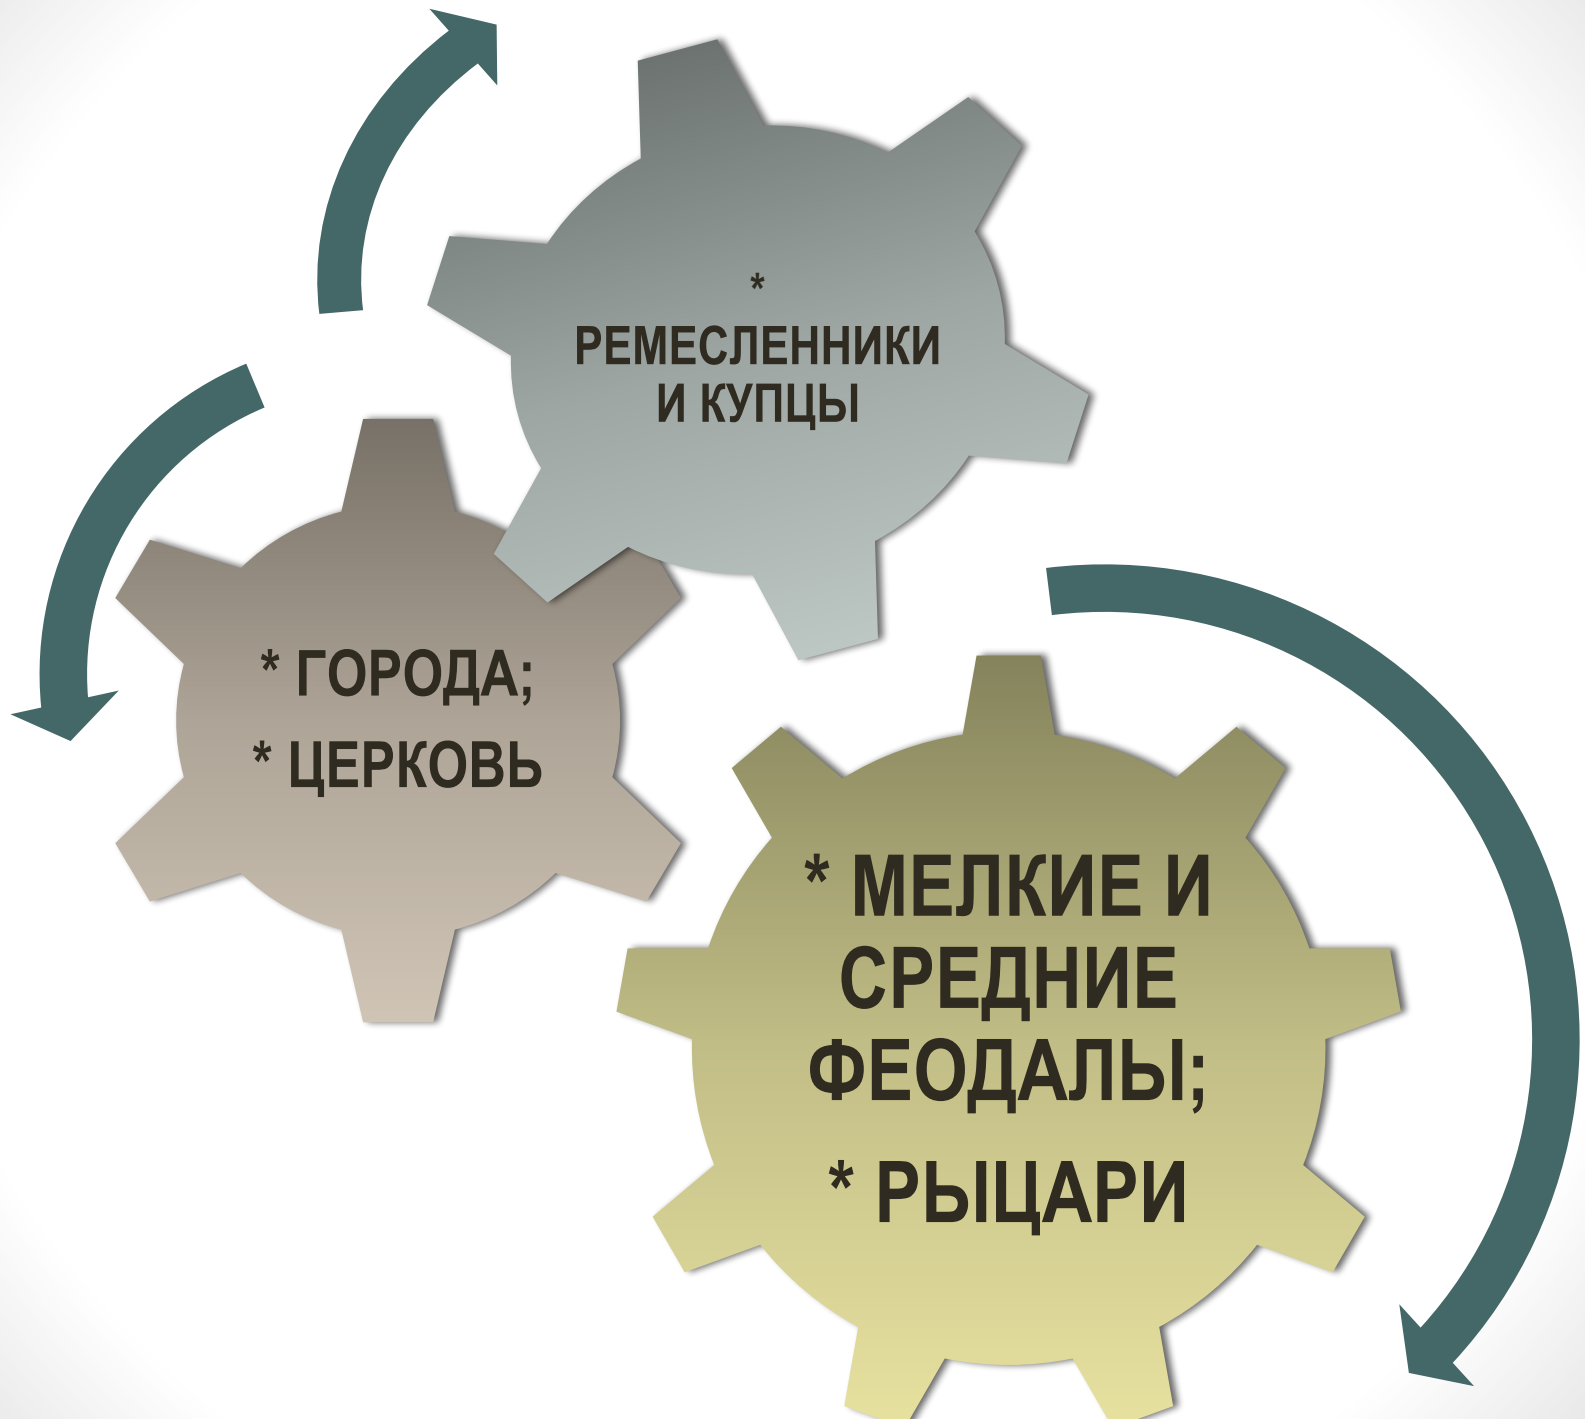 *
РЕМЕСЛЕННИКИ
И КУПЦЫ
* ГОРОДА;
* ЦЕРКОВЬ
* МЕЛКИЕ И
СРЕДНИЕ
ФЕОДАЛЫ;
* РЫЦАРИ